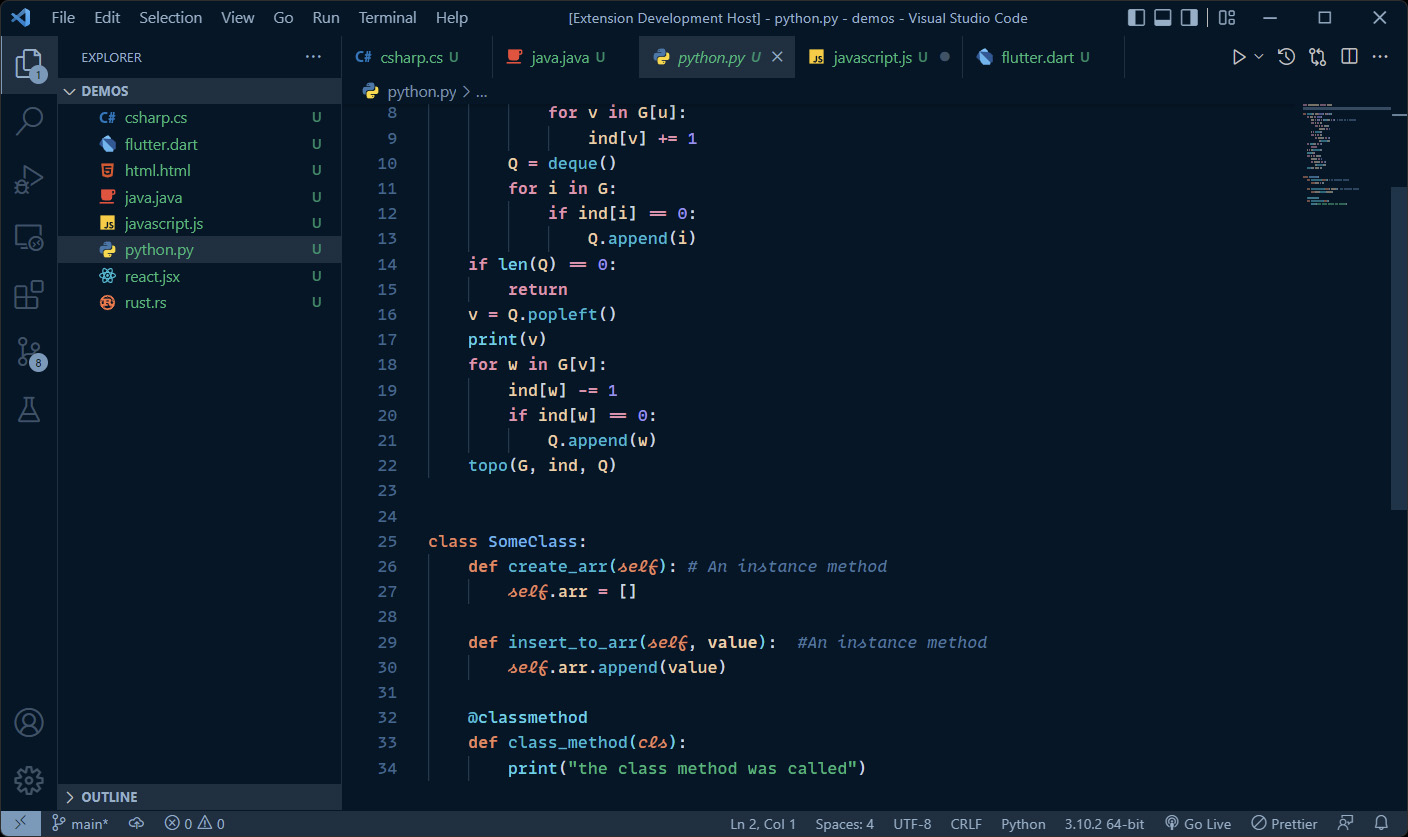 File Edit Selection View Go Run Terminal Help [Extension Development Host] - python.py - demos - Visual Studio Code
EXPLORER
DEMOS
C# csharp.cs U
flutter.dart U
html.html U
java.java U
JS javascript.js U
python.py U
react.jsx U
rust.rs U
OUTLINE
1
8
C# csharp.cs U java.java U python.py U JS javascript.js U flutter.dart U
python.py > ...
8 for v in G[u]:
9 ind[v] += 1
10 Q = deque()
11 for i in G:
12 if ind[i] == 0:
13 Q.append(i)
14 if len(Q) == 0:
15 return
16 v = Q.popleft()
17 print(v)
18 for w in G[v]:
19 ind[w] -= 1
20 if ind[w] == 0:
21 Q.append(w)
22 topo(G, ind, Q)
23
24
25 class SomeClass:
26 def create_arr(self): # An instance method
27 self.arr = []
28
29 def insert_to_arr(self, value):  #An instance method
30 self.arr.append(value)
31
32 @classmethod
33 def class_method(cls):
34 print("the class method was called")
main* 0 0 Ln 2, Col 1 Spaces: 4 UTF-8 CRLF Python 3.10.2 64-bit Go Live Prettier